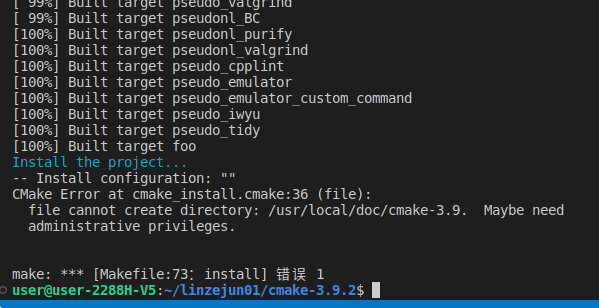 [ 99%] Built target pseudo_valgrind
[ 99%] Built target pseudonl_BC
[100%] Built target pseudonl_purify
[100%] Built target pseudonl_valgrind
[100%] Built target pseudo_cpplint
[100%] Built target pseudo_emulator
[100%] Built target pseudo_emulator_custom_command
[100%] Built target pseudo_iwyu
[100%] Built target pseudo_tidy
[100%] Built target foo
Install the project...
-- Install configuration: ""
CMake Error at cmake_install.cmake:36 (file):
  file cannot create directory: /usr/local/doc/cmake-3.9.  Maybe need
  administrative privileges.
make: *** [Makefile:73：install] 错误 1
user@user-2288H-V5:~/linzejun01/cmake-3.9.2$